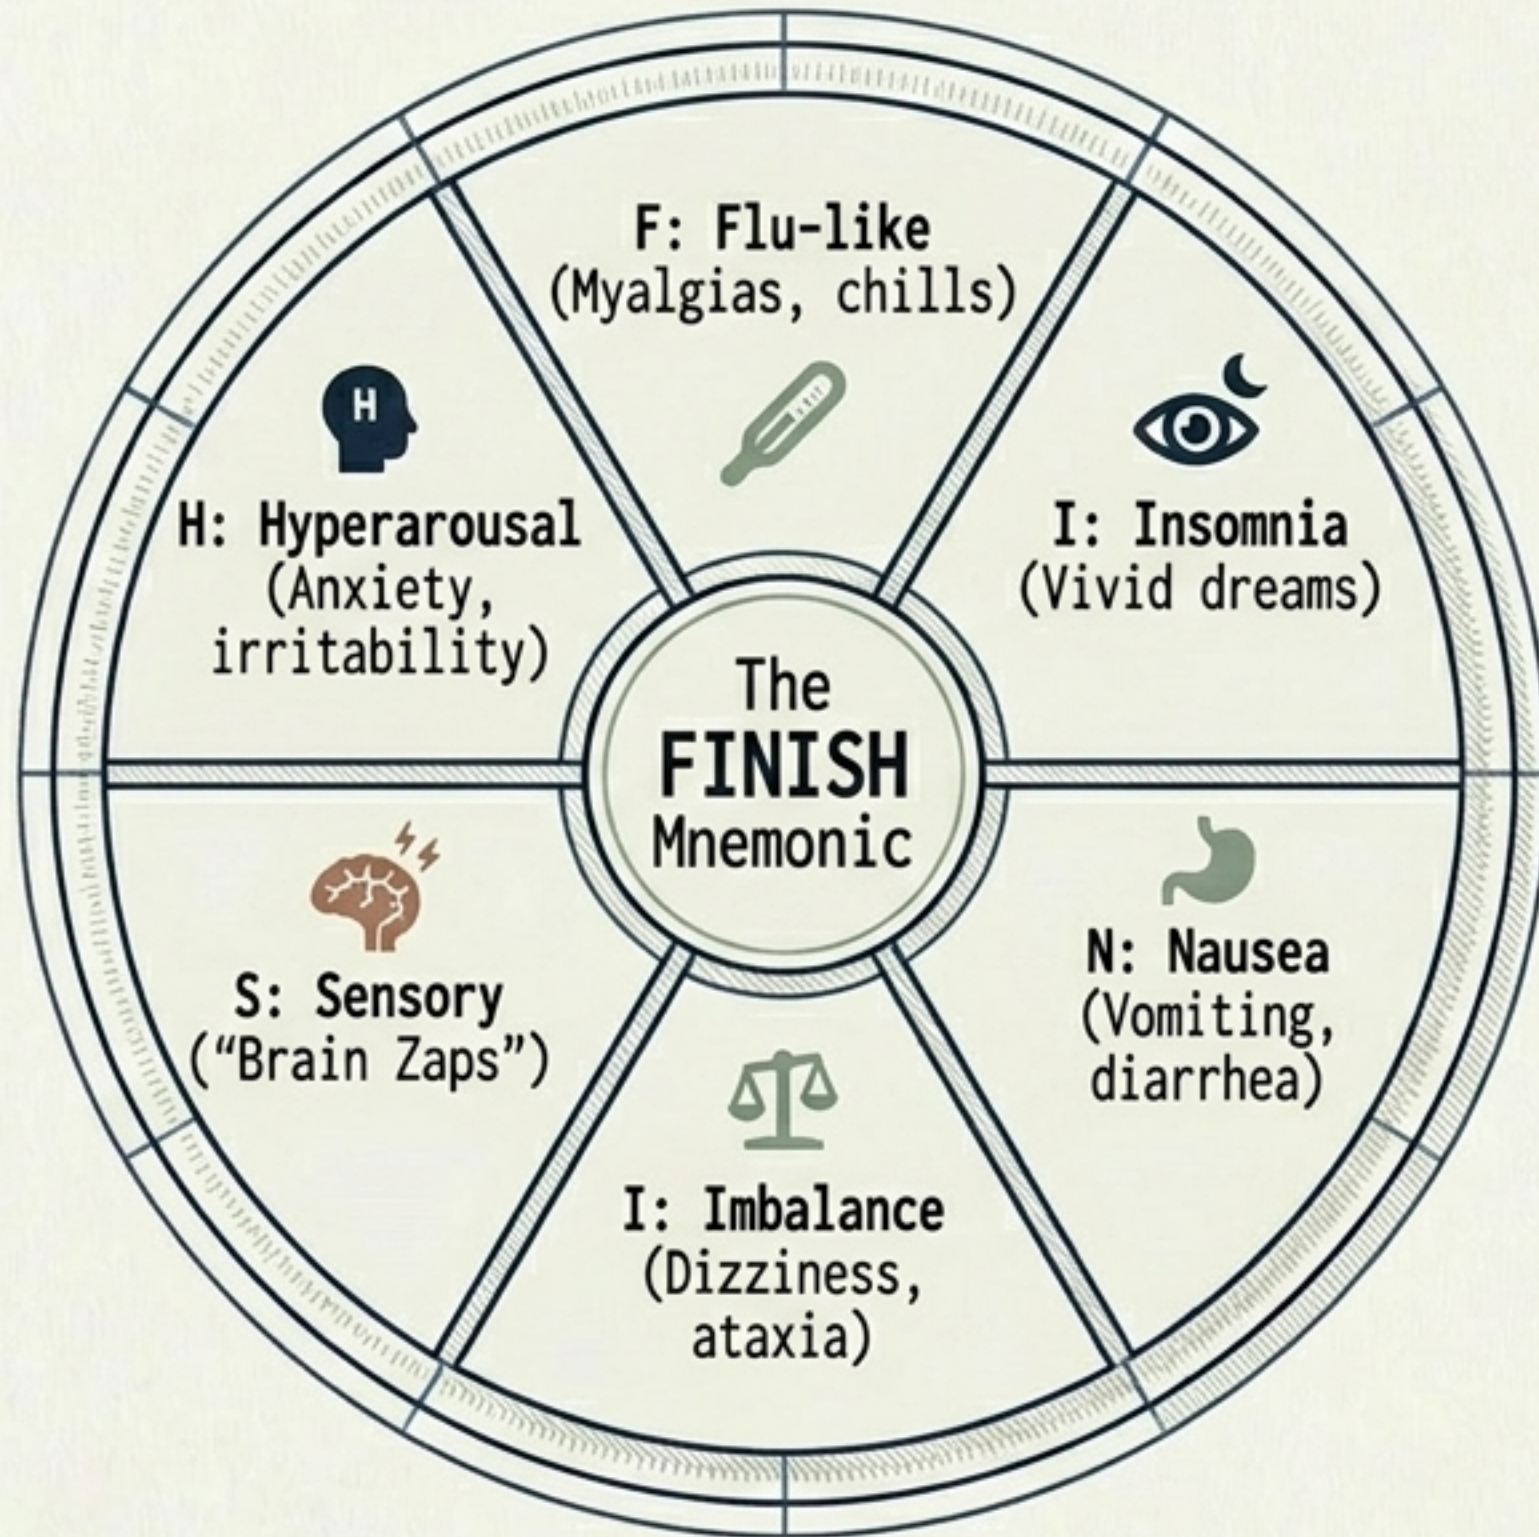 F: Flu-like
(Myalgias, chills)
I: Insomnia
(Vivid dreams)
N: Nausea
(Vomiting,
diarrhea)
I: Imbalance
(Dizziness,
ataxia)
S: Sensory
(“Brain Zaps”)
H
H: Hyperarousal
(Anxiety,
irritability)
The
FINISH
Mnemonic